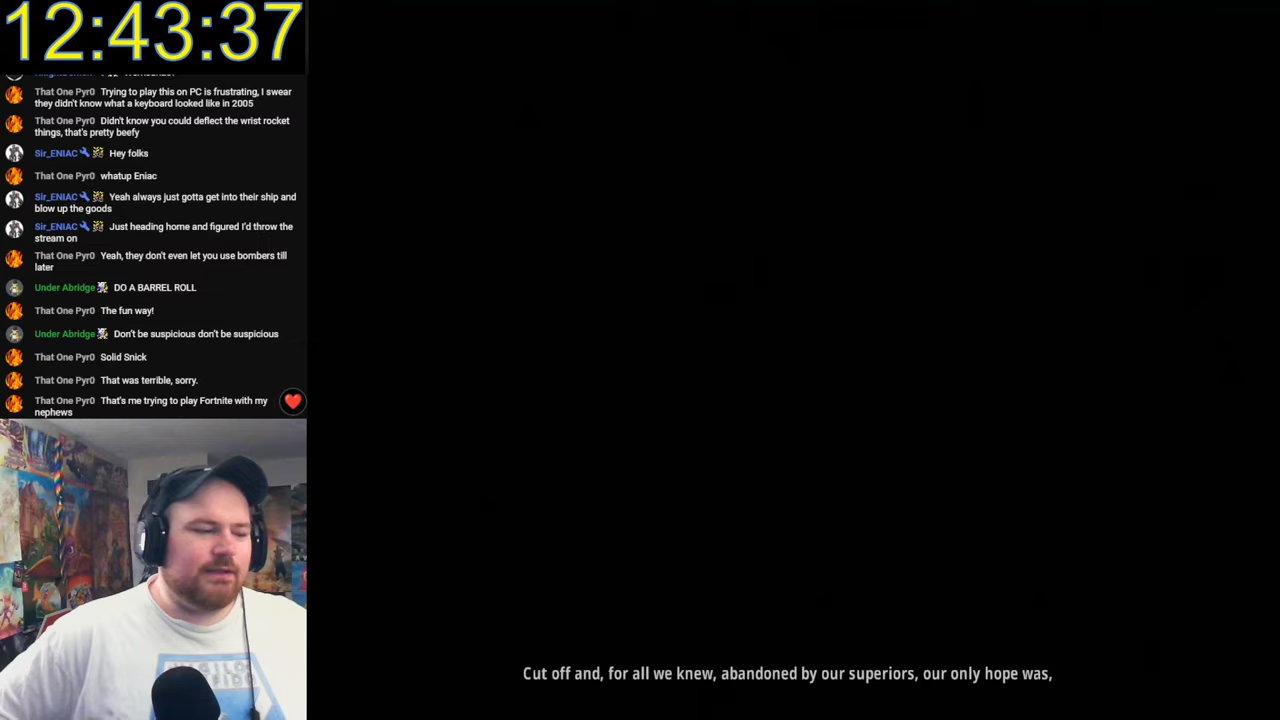 12:43:37
That One Pyr0 Trying to play this on PC is frustrating, I swear
they didn't know what a keyboard looked like in 2005
That One Pyr0 Didn't know you could deflect the wrist rocket
things, that's pretty beefy
Sir_ENIAC Hey folks
That One Pyr0 whatup Eniac
Sir_ENIAC Yeah always just gotta get into their ship and
blow up the goods
Sir_ENIAC Just heading home and figured I'd throw the
stream on
That One Pyr0 Yeah, they don't even let you use bombers till
later
Under Abridge DO A BARREL ROLL
That One Pyr0 The fun way!
Under Abridge Don't be suspicious don't be suspicious
That One Pyr0 Solid Snick
That One Pyr0 That was terrible, sorry.
That One Pyr0 That's me trying to play Fortnite with my
nephews
Cut off and, for all we knew, abandoned by our superiors, our only hope was,